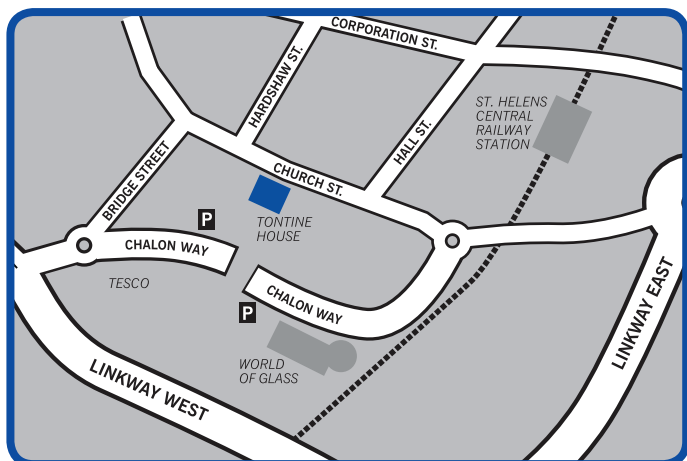 CORPORATION ST.
HARDSHAW ST.
ST. HELENS
CENTRAL
RAILWAY
STATION
HALL ST.
BRIDGE STREET
CHURCH ST.
P
TONTINE
HOUSE
CHALON WAY
TESCO
CHALON WAY
P
LINKWAY EAST
WORLD
OF GLASS
LINKWAY WEST